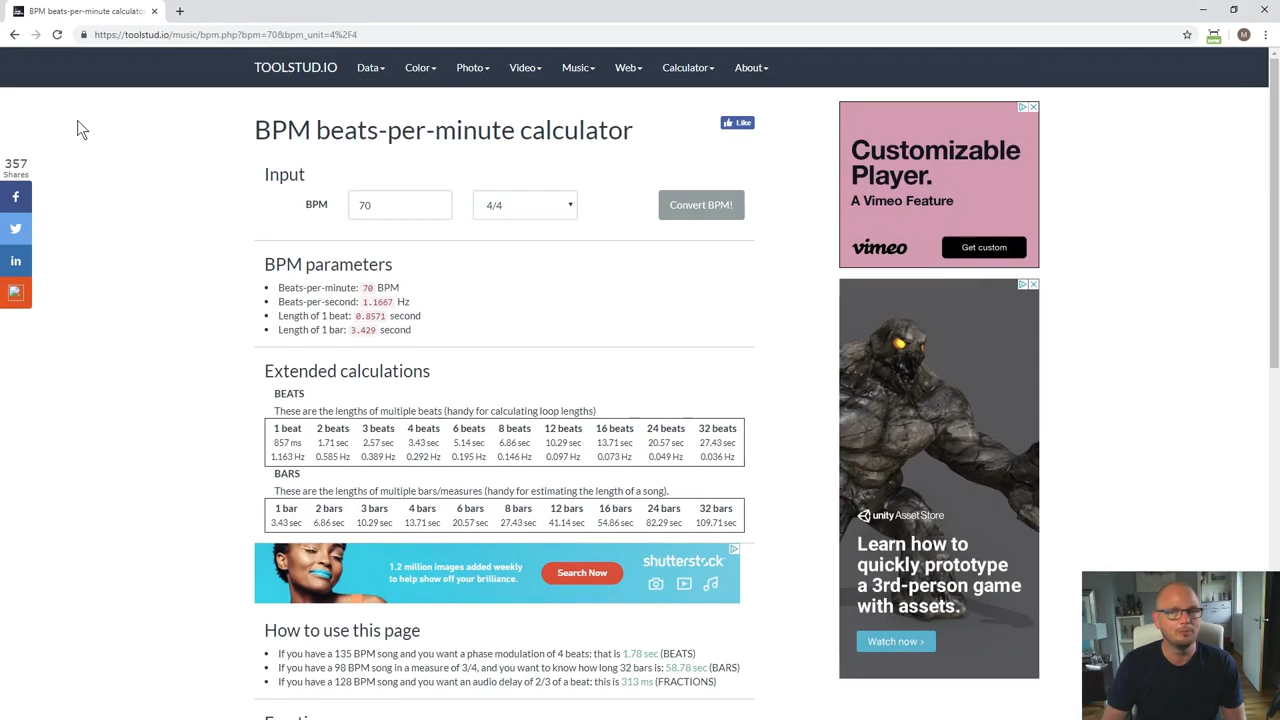 BPM beats-per-minute calculato
https://toolstud.io/music/bpm.php?bpm=70&bpm_unit=4%2F4
M
TOOLSTUD.IO Data Color Photo Video Music Web Calculator About
357
Shares
BPM beats-per-minute calculator
Like
Input
BPM 70 4/4 Convert BPM!
BPM parameters
Beats-per-minute: 70 BPM
Beats-per-second: 1.1667 Hz
Length of 1 beat: 0.8571 second
Length of 1 bar: 3.429 second
Extended calculations
BEATS
These are the lengths of multiple beats (handy for calculating loop lengths)
1 beat 2 beats 3 beats 4 beats 6 beats 8 beats 12 beats 16 beats 24 beats 32 beats
857 ms 1.71 sec 2.57 sec 3.43 sec 5.14 sec 6.86 sec 10.29 sec 13.71 sec 20.57 sec 27.43 sec
1.163 Hz 0.585 Hz 0.389 Hz 0.292 Hz 0.195 Hz 0.146 Hz 0.097 Hz 0.073 Hz 0.049 Hz 0.036 Hz
BARS
These are the lengths of multiple bars/measures (handy for estimating the length of a song).
1 bar 2 bars 3 bars 4 bars 6 bars 8 bars 12 bars 16 bars 24 bars 32 bars
3.43 sec 6.86 sec 10.29 sec 13.71 sec 20.57 sec 27.43 sec 41.14 sec 54.86 sec 82.29 sec 109.71 sec
1.2 million images added weekly
to help show off your brilliance.
Search Now
shutterstock
How to use this page
If you have a 135 BPM song and you want a phase modulation of 4 beats: that is 1.78 sec (BEATS)
If you have a 98 BPM song in a measure of 3/4, and you want to know how long 32 bars is: 58.78 sec (BARS)
If you have a 128 BPM song and you want an audio delay of 2/3 of a beat: this is 313 ms (FRACTIONS)
Customizable
Player.
A Vimeo Feature
vimeo
Get custom
unity Asset Store
Learn how to
quickly prototype
a 3rd-person game
with assets.
Watch now ›